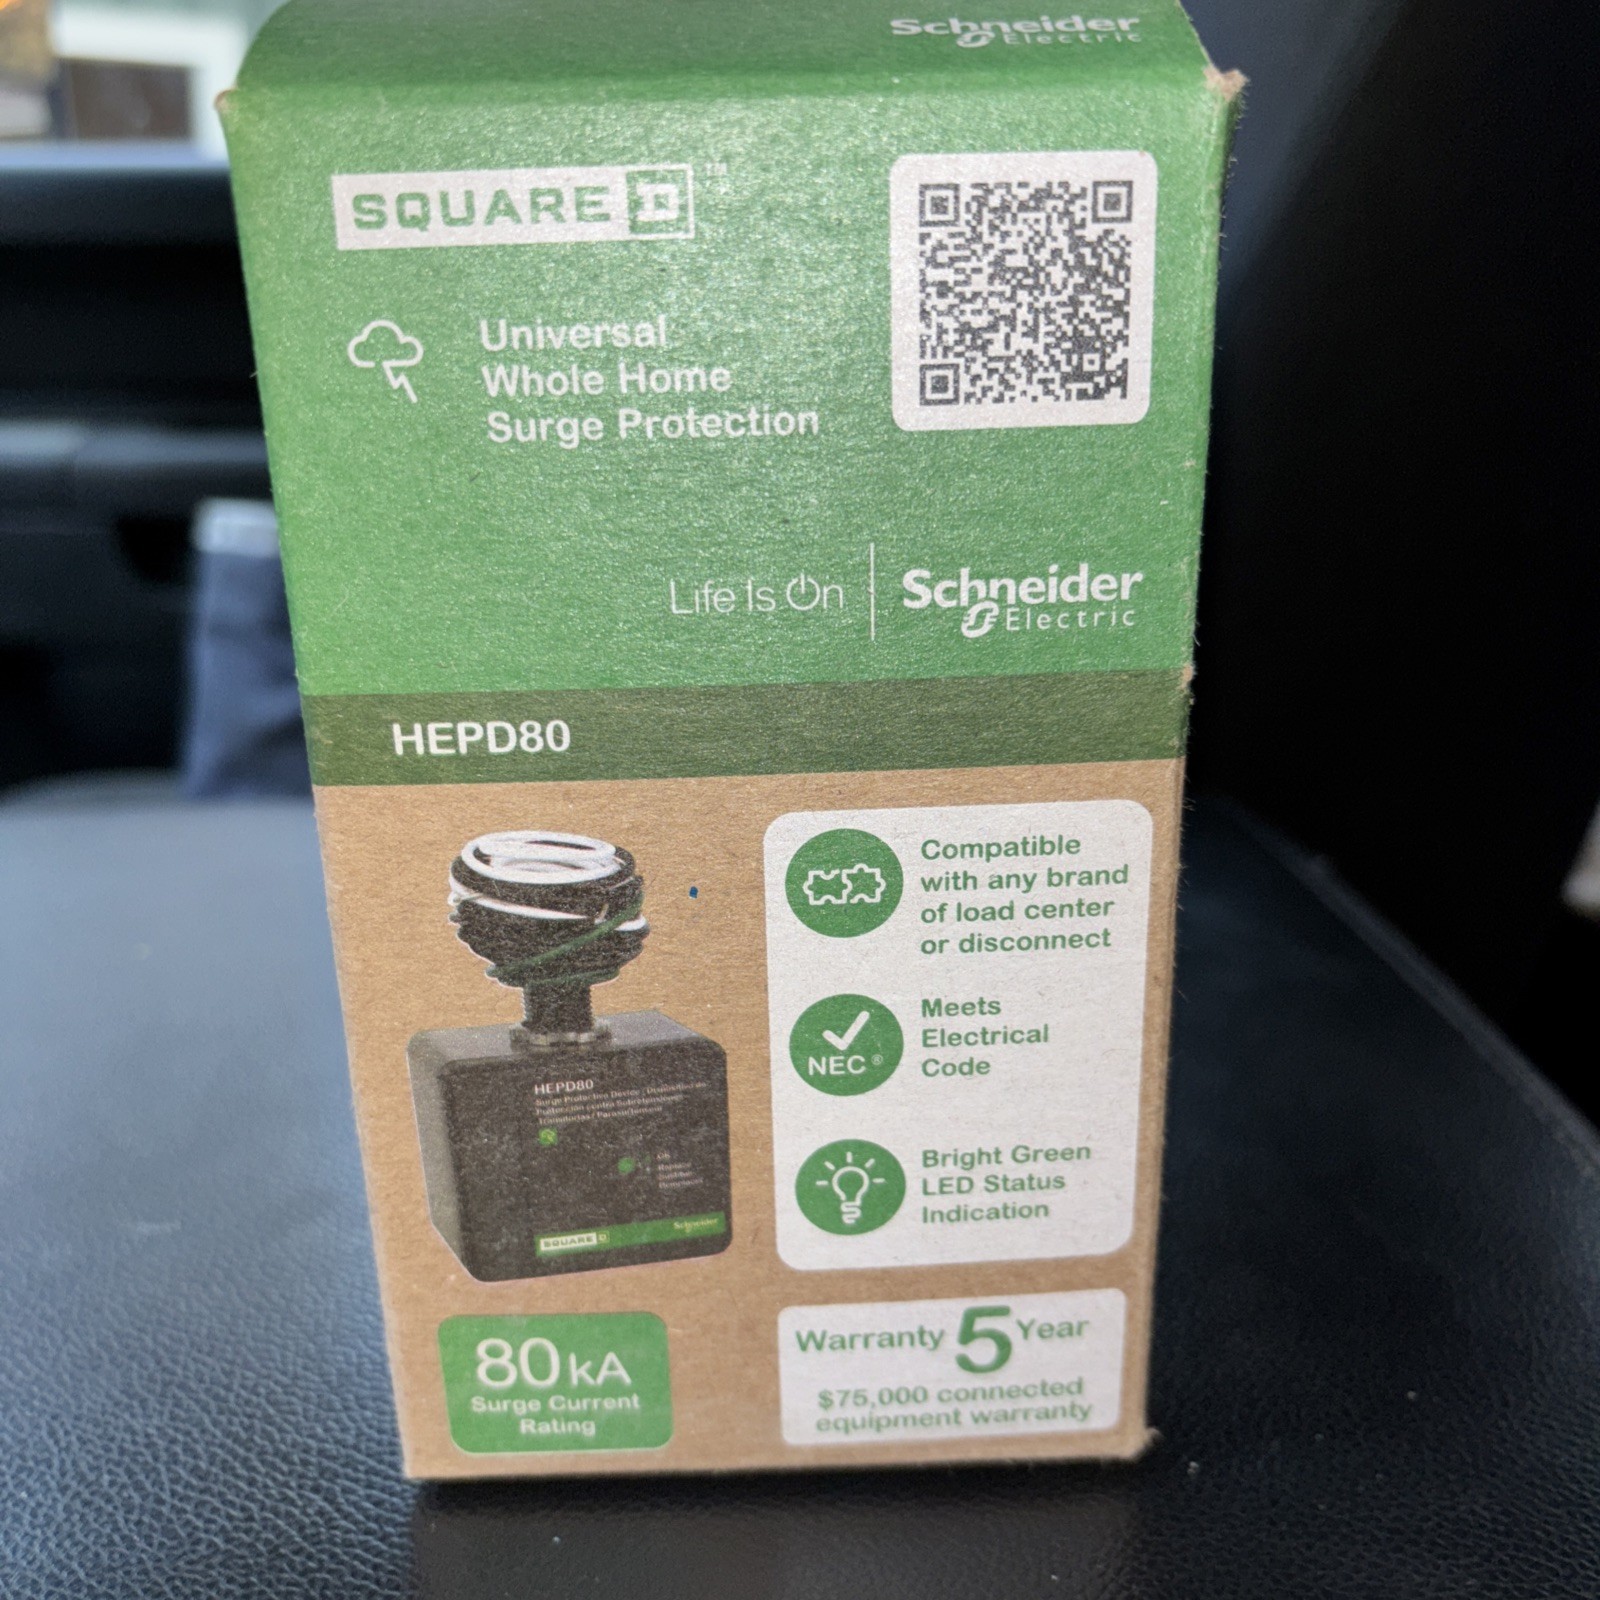 Schneider
Electric
SQUARE D™
Universal
Whole Home
Surge Protection
Life Is On
Schneider
Electric
HEPD80
Compatible
with any brand
of load center
or disconnect
NEC®
Meets
Electrical
Code
Bright Green
LED Status
Indication
HEPD80
SQUARE D
Schneider
80kA
Surge Current
Rating
Warranty 5 Year
$75,000 connected
equipment warranty